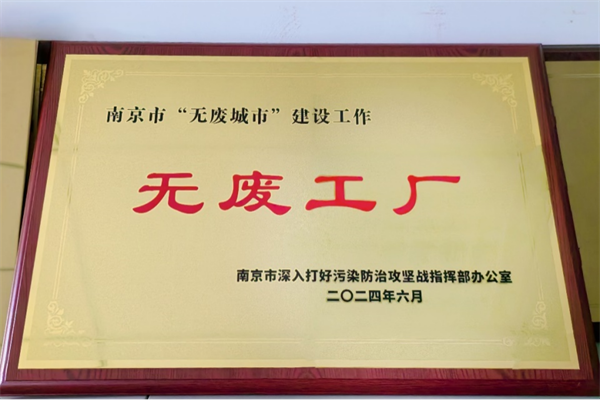 南京市“无废城市”建设工作
无废工厂
南京市深入打好污染防治攻坚战指挥部办公室
二〇二四年六月